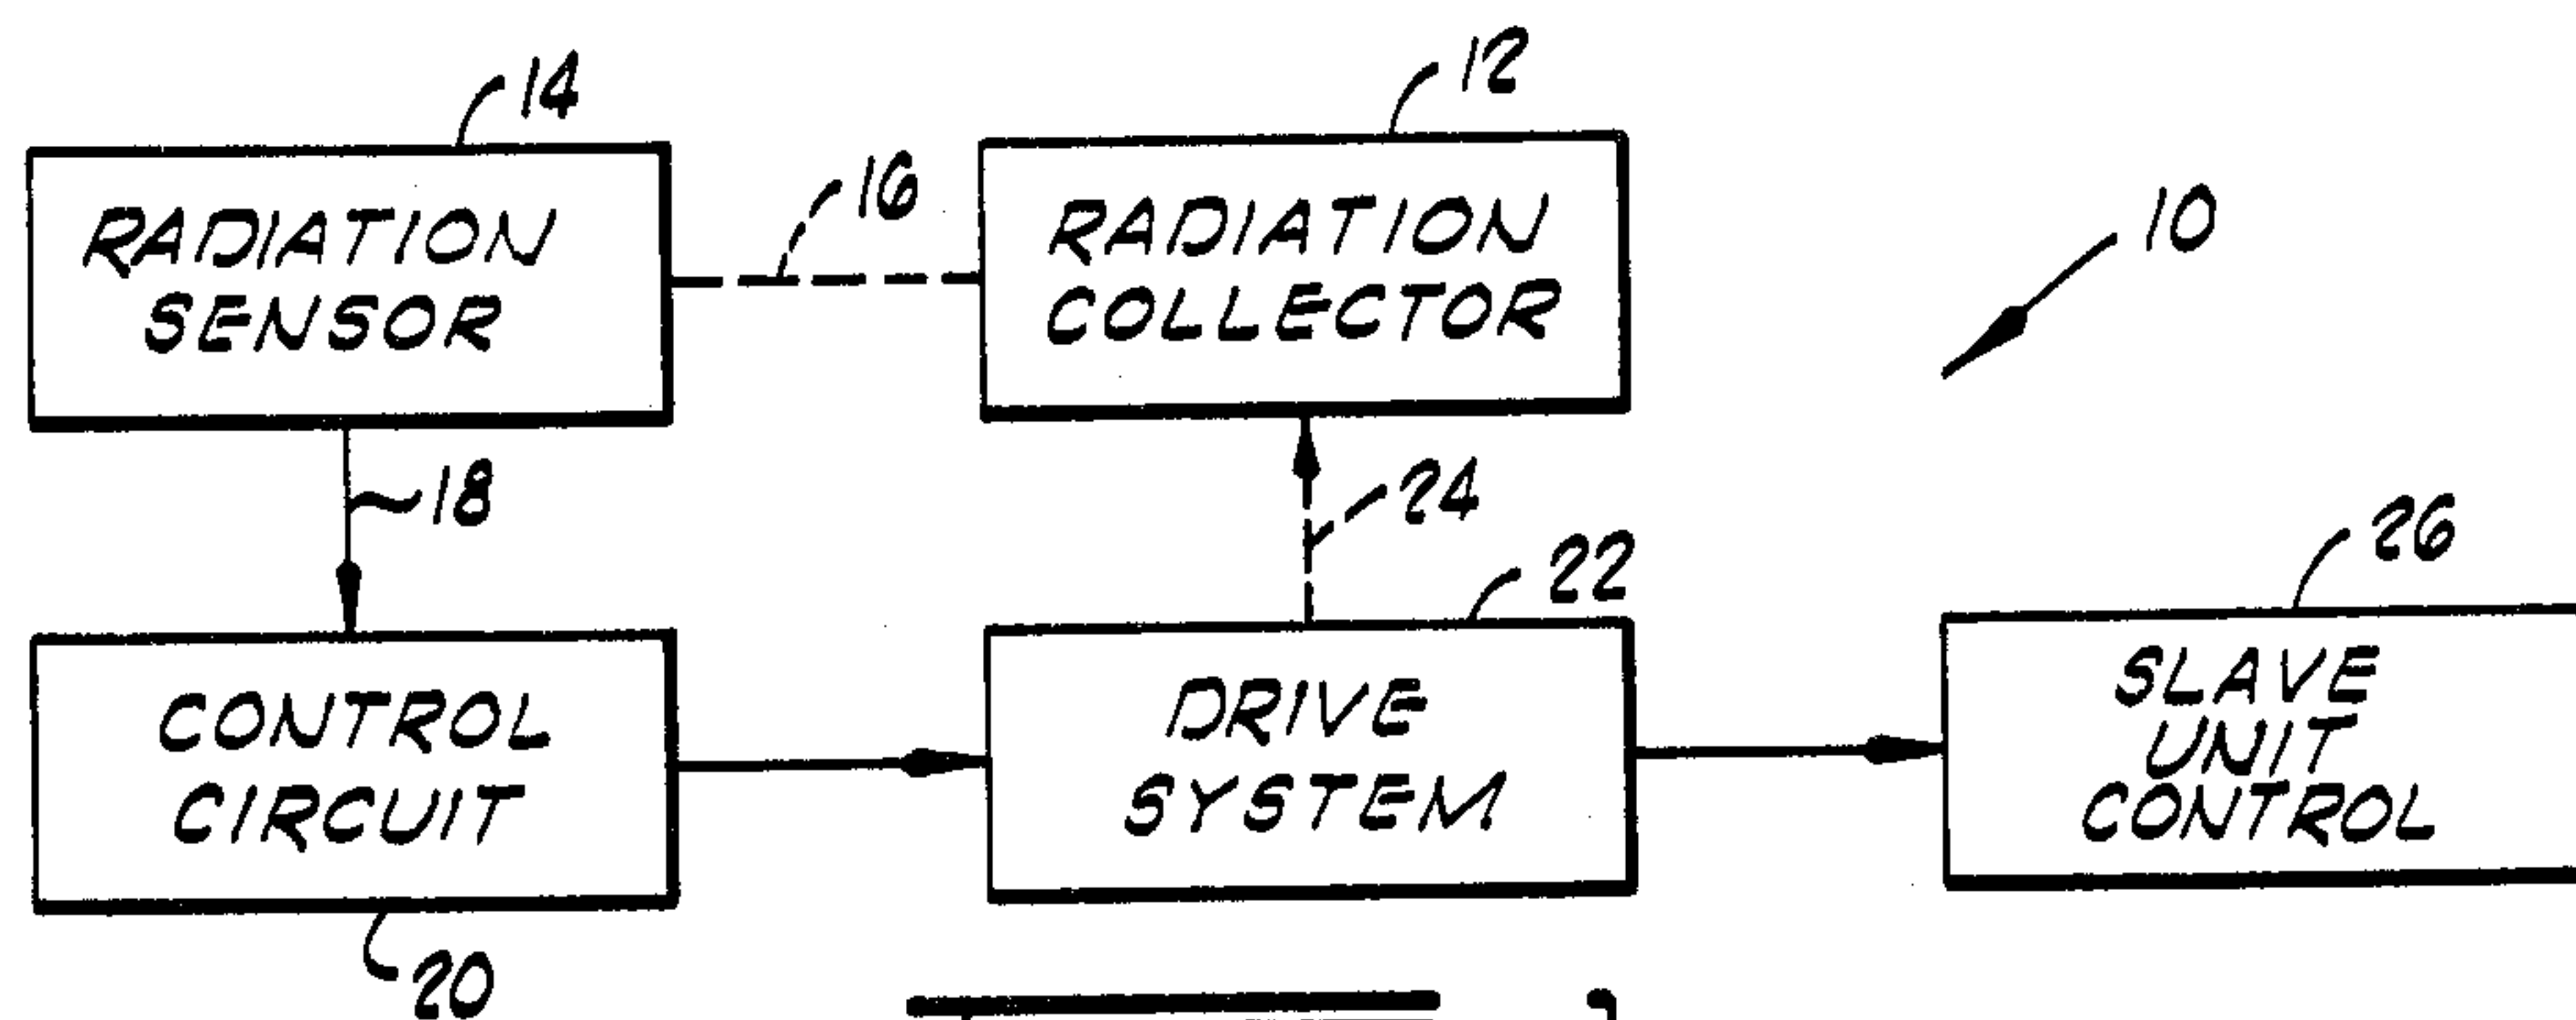 14
12
RADIATION
SENSOR
16
RADIATION
COLLECTOR
10
18
24
22
26
CONTROL
CIRCUIT
DRIVE
SYSTEM
SLAVE
UNIT
CONTROL
20